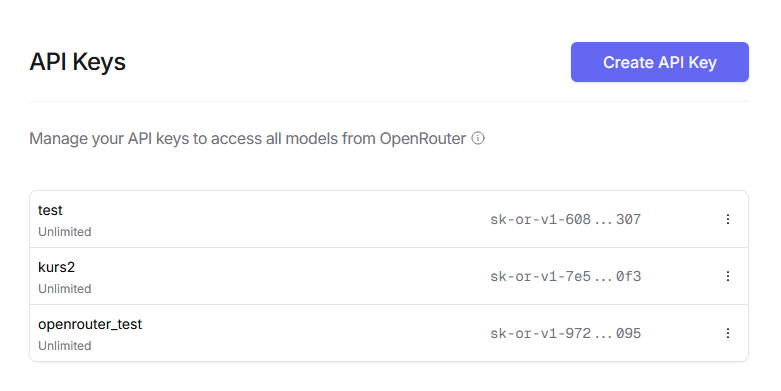 API Keys
Create API Key
Manage your API keys to access all models from OpenRouter
test
Unlimited
sk-or-v1-608...307
kurs2
Unlimited
sk-or-v1-7e5...0f3
openrouter_test
Unlimited
sk-or-v1-972...095